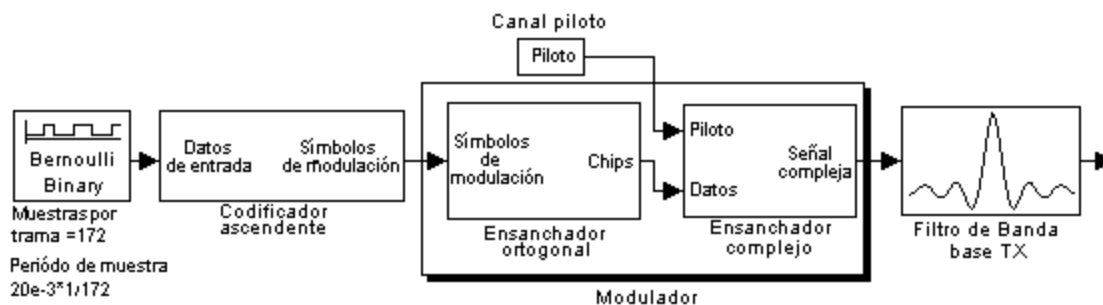 Canal piloto
Piloto
Bernoulli
Binary
Muestras por
trama =172
Periódo de muestra
20e-3*1/172
Datos
de entrada
Símbolos
de modulación
Codificador
ascendente
Símbolos
de
modulación
Chips
Ensanchador
ortogonal
Piloto
Datos
Señal
compleja
Ensanchador
complejo
Modulador
Filtro de Banda
base TX